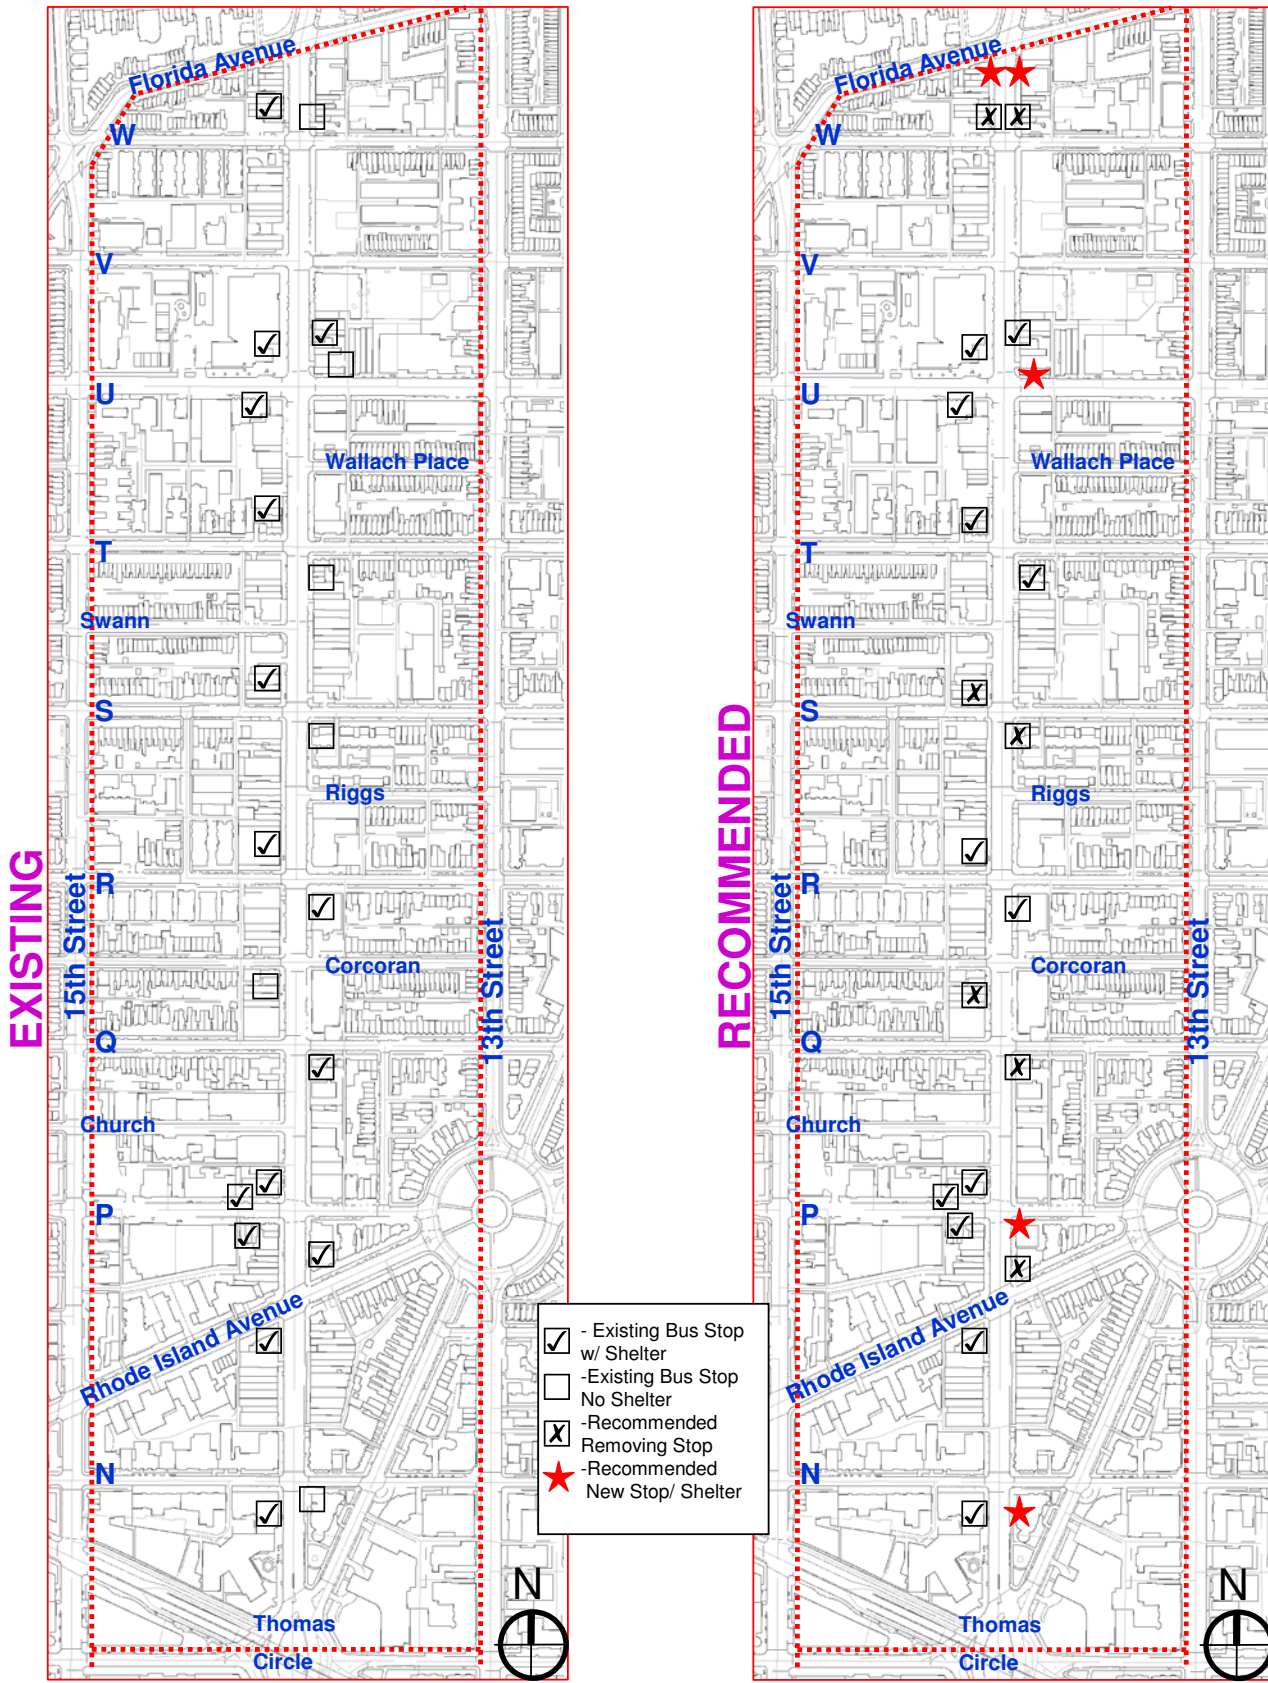 EXISTING
15th Street
13th Street
Florida Avenue
W
V
U
Wallach Place
T
Swann
S
Riggs
R
Corcoran
Q
Church
P
Rhode Island Avenue
N
Thomas
Circle
N
- Existing Bus Stop
w/ Shelter
-Existing Bus Stop
No Shelter
-Recommended
Removing Stop
-Recommended
New Stop/ Shelter
RECOMMENDED
15th Street
13th Street
Florida Avenue
W
V
U
Wallach Place
T
Swann
S
Riggs
R
Corcoran
Q
Church
P
Rhode Island Avenue
N
Thomas
Circle
N